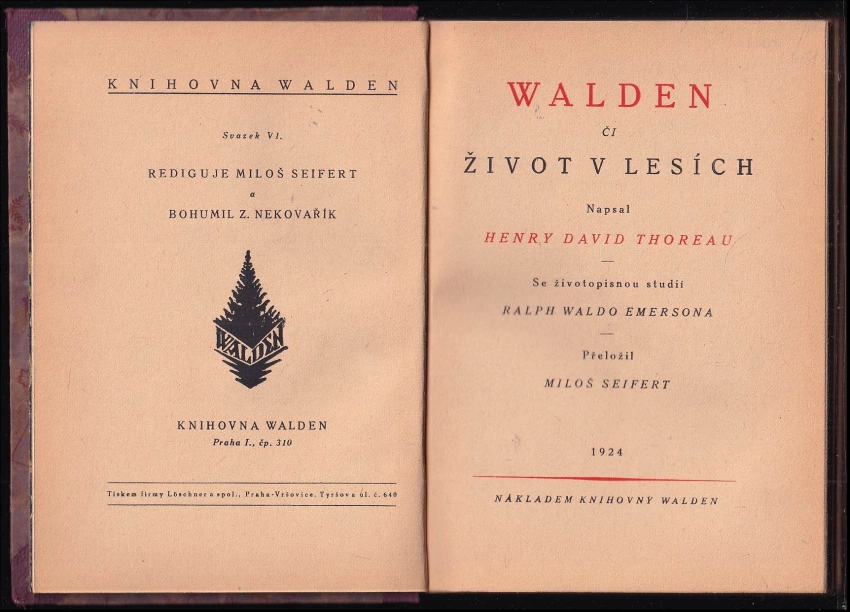 KNIHOVNA WALDEN
Svazek VI.
REDIGUJE MILOŠ SEIFERT
a
BOHUMIL Z. NEKOVAŘÍK
WALDEN
KNIHOVNA WALDEN
Praha I., čp. 310
Tiskem firmy Löschner a spol., Praha-Vršovice, Tyršova úl. č. 640
WALDEN
ČI
ŽIVOT V LESÍCH
Napsal
HENRY DAVID THOREAU
Se životopisnou studií
RALPH WALDO EMERSONA
Přeložil
MILOŠ SEIFERT
1924
NÁKLADEM KNIHOVNY WALDEN